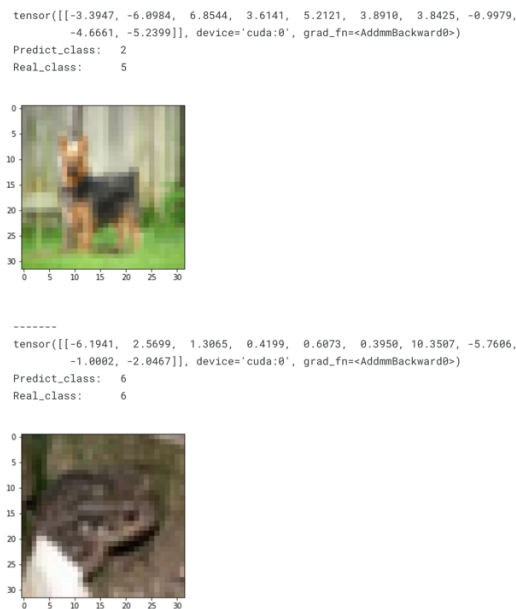 tensor([[-3.3947, -6.0984, 6.8544, 3.6141, 5.2121, 3.8910, 3.8425, -0.9979,
-4.6661, -5.2399]], device='cuda:0', grad_fn=<AddmmBackward0>)
Predict_class: 2
Real_class: 5
0
5
10
15
20
25
30
0 5 10 15 20 25 30
-------
tensor([[-6.1941, 2.5699, 1.3065, 0.4199, 0.6073, 0.3950, 10.3507, -5.7606,
-1.0002, -2.0467]], device='cuda:0', grad_fn=<AddmmBackward0>)
Predict_class: 6
Real_class: 6
0
5
10
15
20
25
30
0 5 10 15 20 25 30